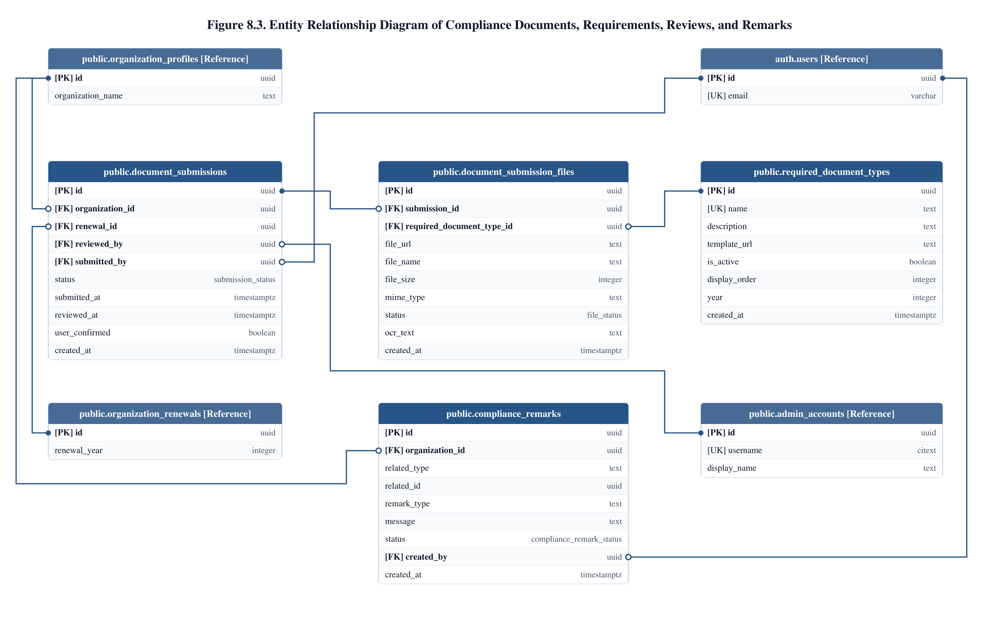 Figure 8.3. Entity Relationship Diagram of Compliance Documents, Requirements, Reviews, and Remarks
public.organization_profiles [Reference]
[PK] id uuid
organization_name text
auth.users [Reference]
[PK] id uuid
[UK] email varchar
public.document_submissions
[PK] id uuid
[FK] organization_id uuid
[FK] renewal_id uuid
[FK] reviewed_by uuid
[FK] submitted_by uuid
status submission_status
submitted_at timestamptz
reviewed_at timestamptz
user_confirmed boolean
created_at timestamptz
public.document_submission_files
[PK] id uuid
[FK] submission_id uuid
[FK] required_document_type_id uuid
file_url text
file_name text
file_size integer
mime_type text
status file_status
ocr_text text
created_at timestamptz
public.required_document_types
[PK] id uuid
[UK] name text
description text
template_url text
is_active boolean
display_order integer
year integer
created_at timestamptz
public.organization_renewals [Reference]
[PK] id uuid
renewal_year integer
public.compliance_remarks
[PK] id uuid
[FK] organization_id uuid
related_type text
related_id uuid
remark_type text
message text
status compliance_remark_status
[FK] created_by uuid
created_at timestamptz
public.admin_accounts [Reference]
[PK] id uuid
[UK] username citext
display_name text